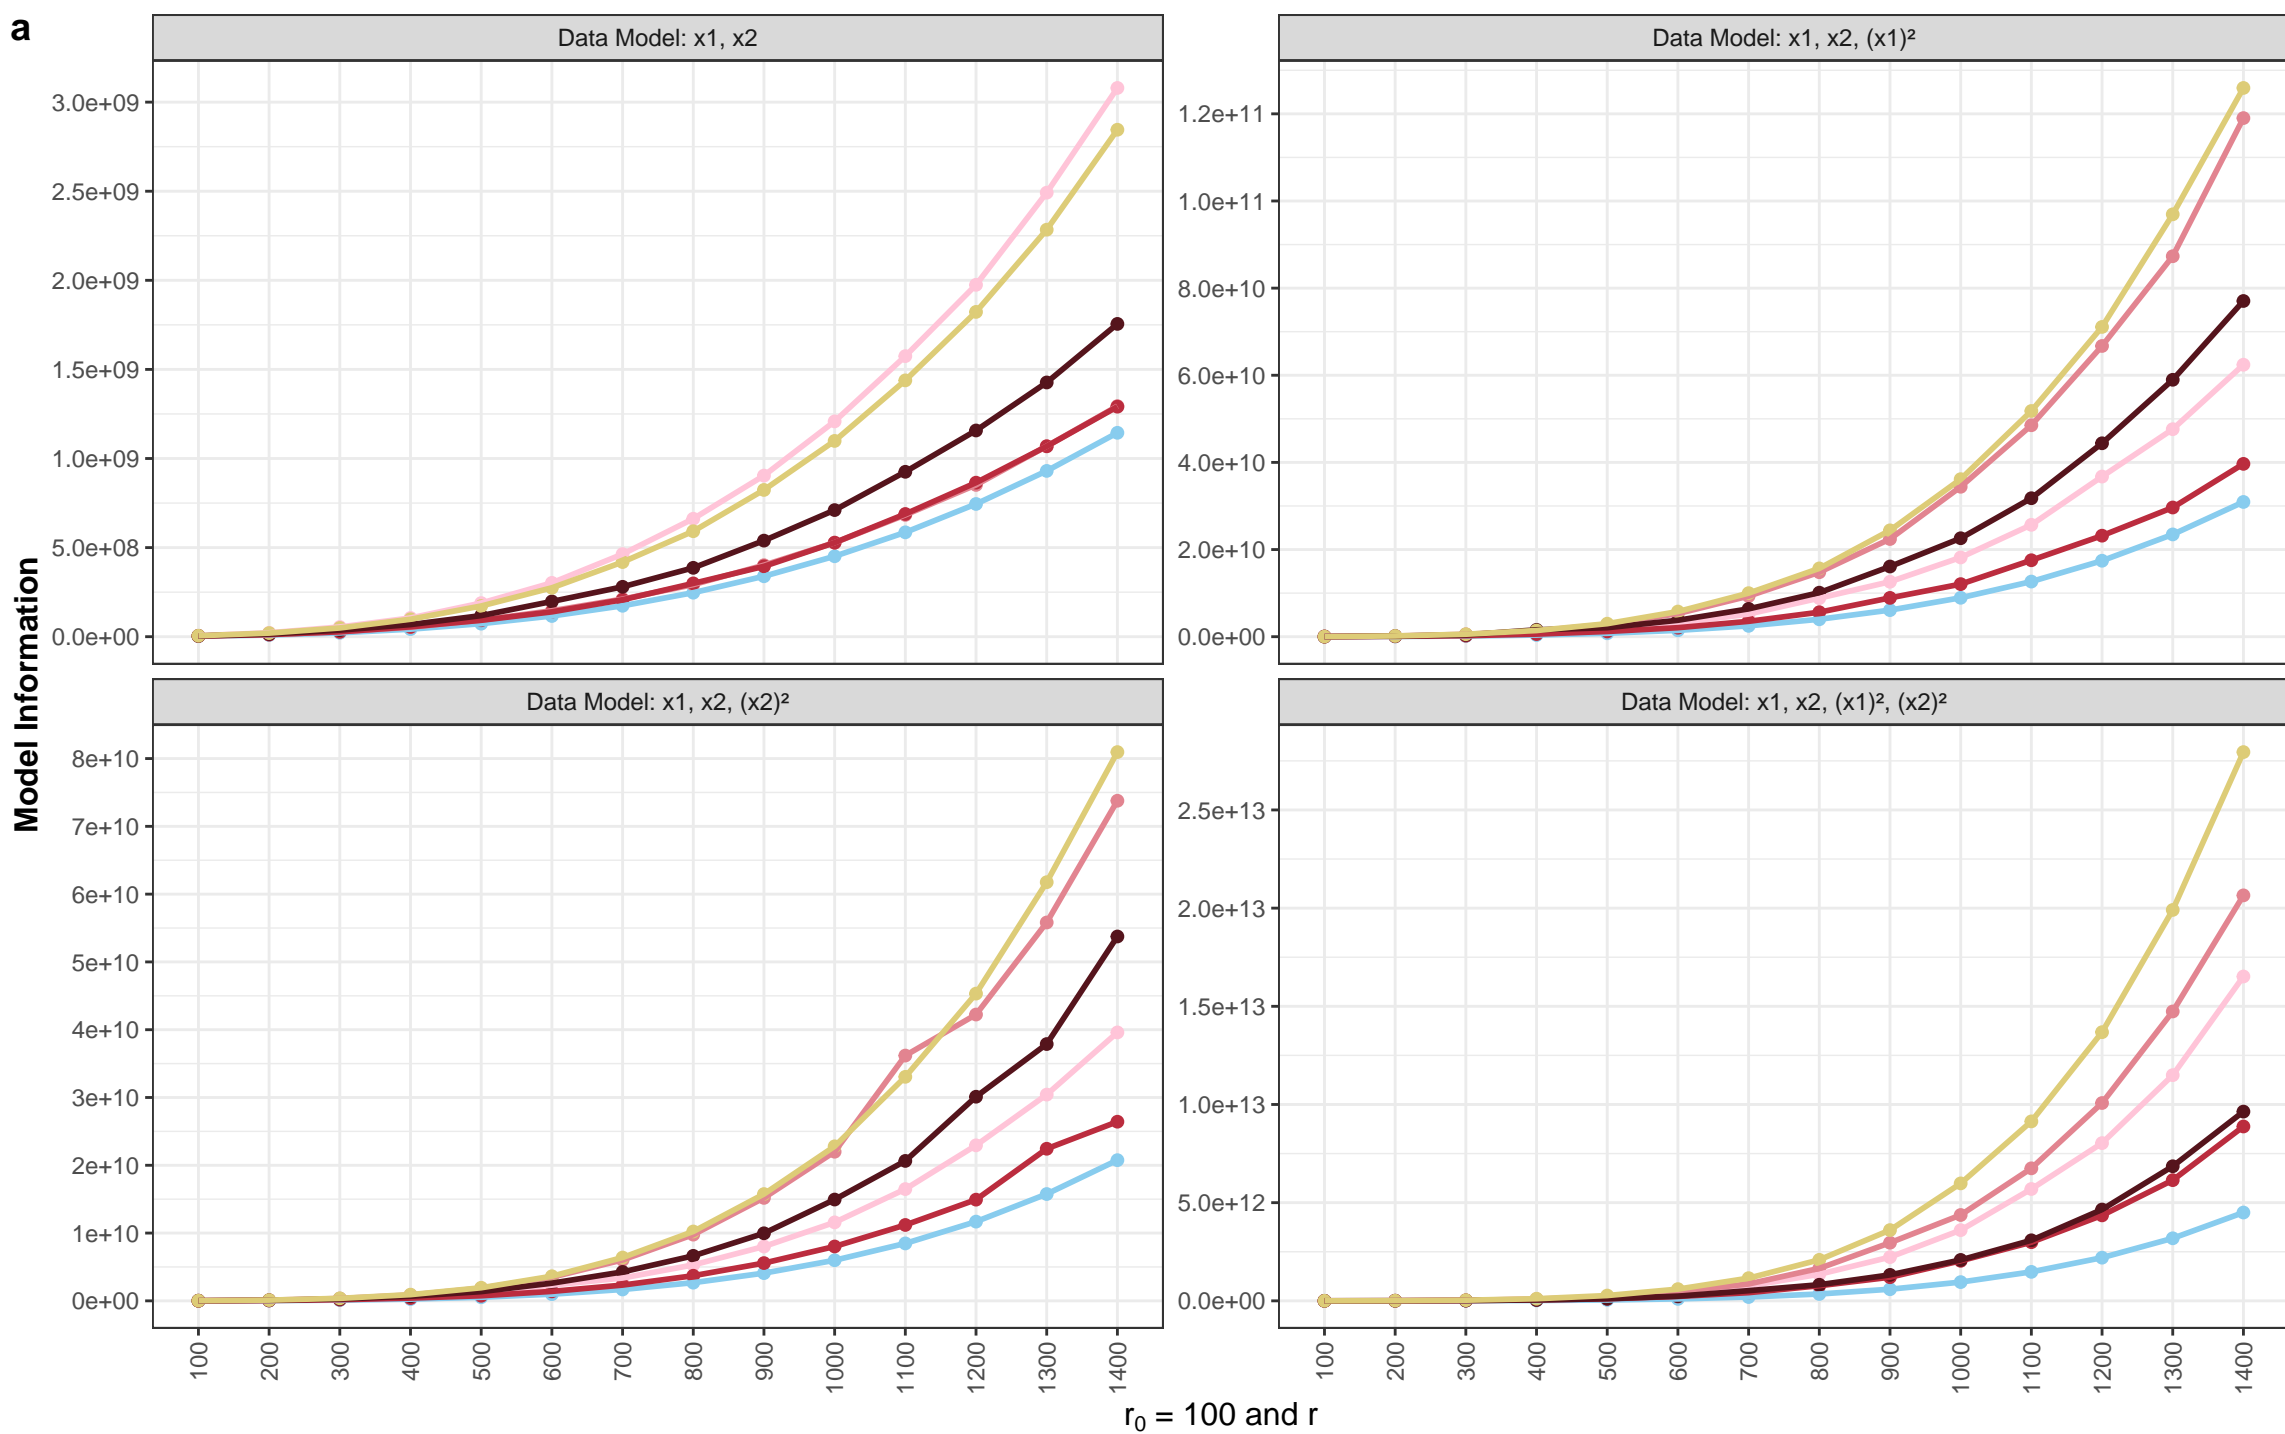 a
Data Model: x1, x2
Data Model: x1, x2, (x1)²
3.0e+09
2.5e+09
2.0e+09
1.5e+09
1.0e+09
5.0e+08
0.0e+00
1.2e+11
1.0e+11
8.0e+10
6.0e+10
4.0e+10
2.0e+10
0.0e+00
Model Information
Data Model: x1, x2, (x2)²
Data Model: x1, x2, (x1)², (x2)²
8e+10
7e+10
6e+10
5e+10
4e+10
3e+10
2e+10
1e+10
0e+00
2.5e+13
2.0e+13
1.5e+13
1.0e+13
5.0e+12
0.0e+00
100 200 300 400 500 600 700 800 900 1000 1100 1200 1300 1400
100 200 300 400 500 600 700 800 900 1000 1100 1200 1300 1400
r₀ = 100 and r